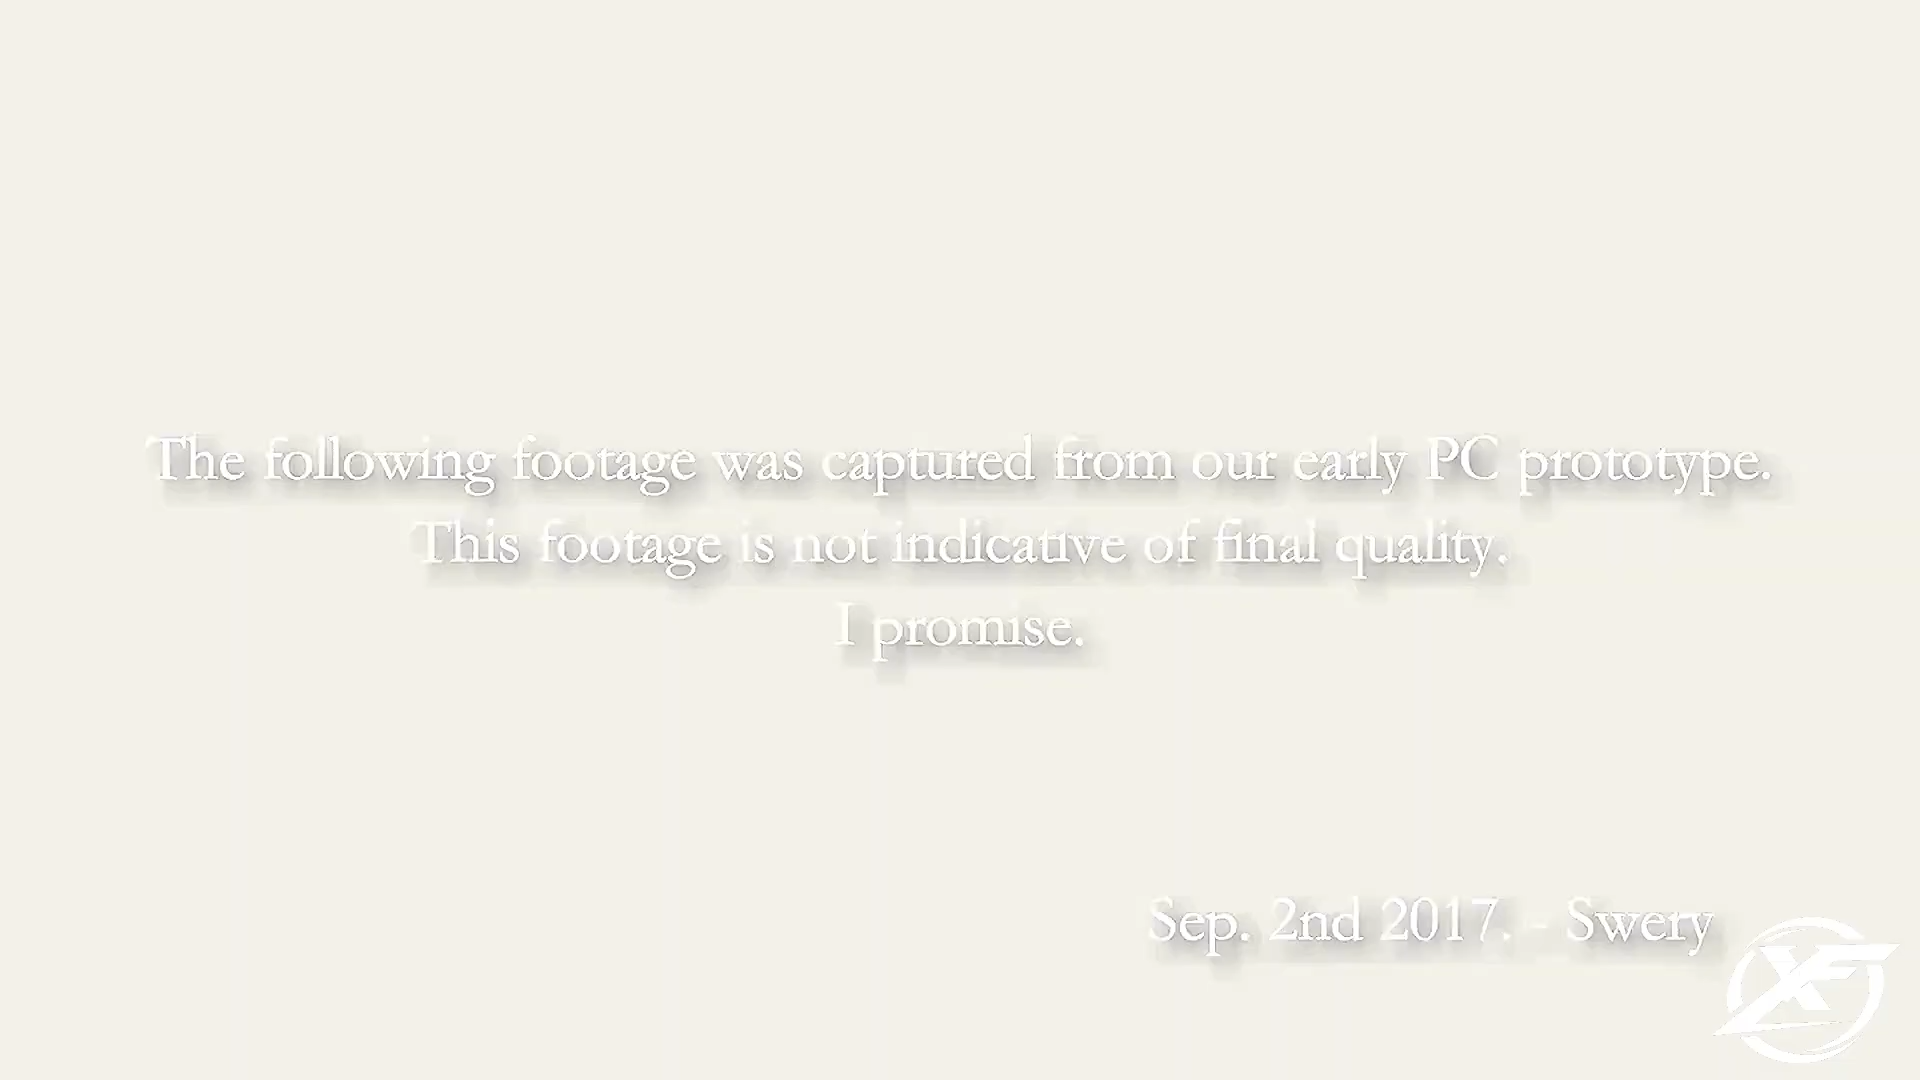 The following footage was captured from our early PC prototype.
This footage is not indicative of final quality.
I promise.
Sep. 2nd 2017. - Swery
XF